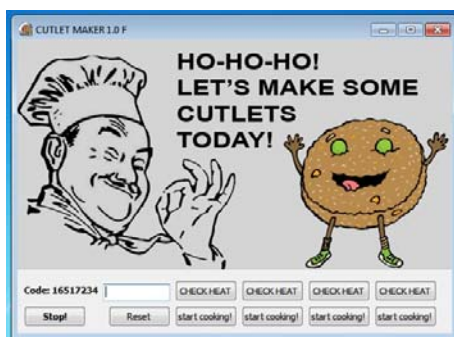 CUTLET MAKER 1.0 F
HO-HO-HO!
LET'S MAKE SOME
CUTLETS
TODAY!
Code: 16517234
CHECK HEAT CHECK HEAT CHECK HEAT CHECK HEAT
Stop! Reset start cooking! start cooking! start cooking! start cooking!